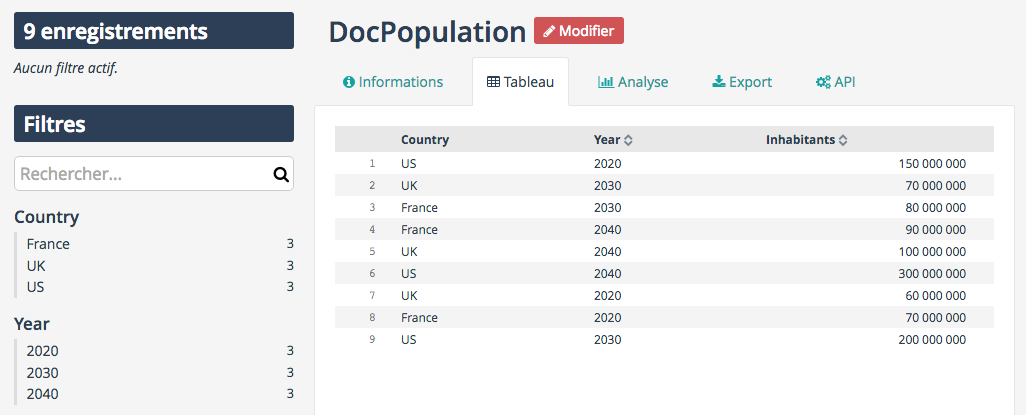 9 enregistrements
Aucun filtre actif.
Filtres
Rechercher...
Country
France 3
UK 3
US 3
Year
2020 3
2030 3
2040 3
DocPopulation Modifier
Informations Tableau Analyse Export API
Country Year Inhabitants
1 US 2020 150 000 000
2 UK 2030 70 000 000
3 France 2030 80 000 000
4 France 2040 90 000 000
5 UK 2040 100 000 000
6 US 2040 300 000 000
7 UK 2020 60 000 000
8 France 2020 70 000 000
9 US 2030 200 000 000